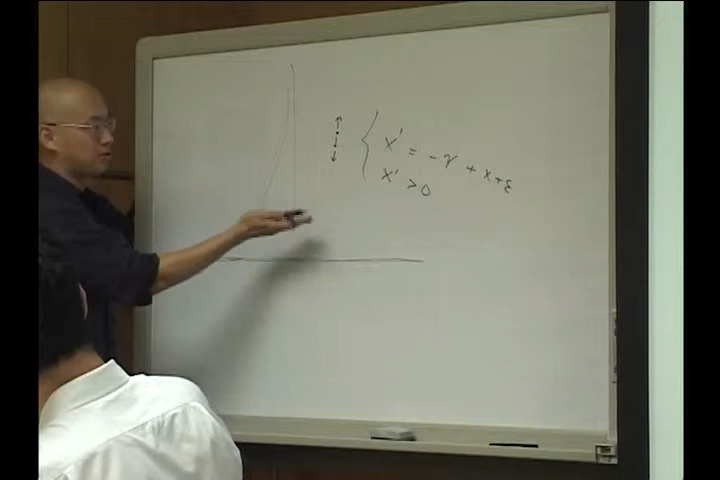 x' = -γ + x + ε
x' > 0